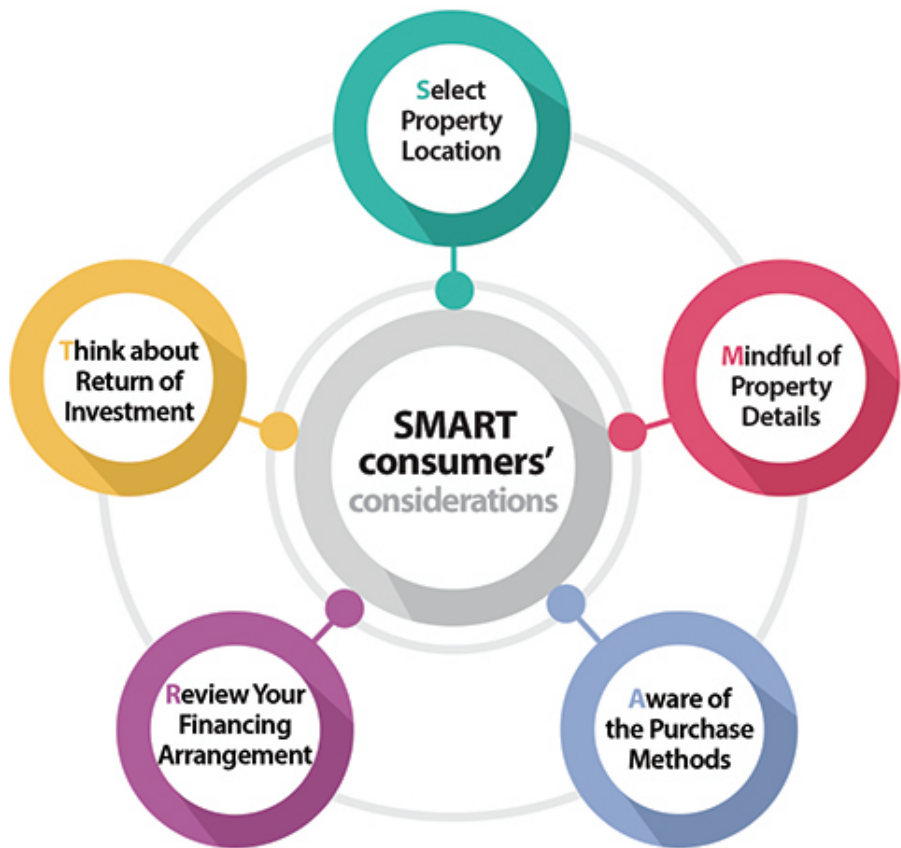 Select
Property
Location
Mindful of
Property
Details
Aware of
the Purchase
Methods
Review Your
Financing
Arrangement
Think about
Return of
Investment
SMART
consumers’
considerations